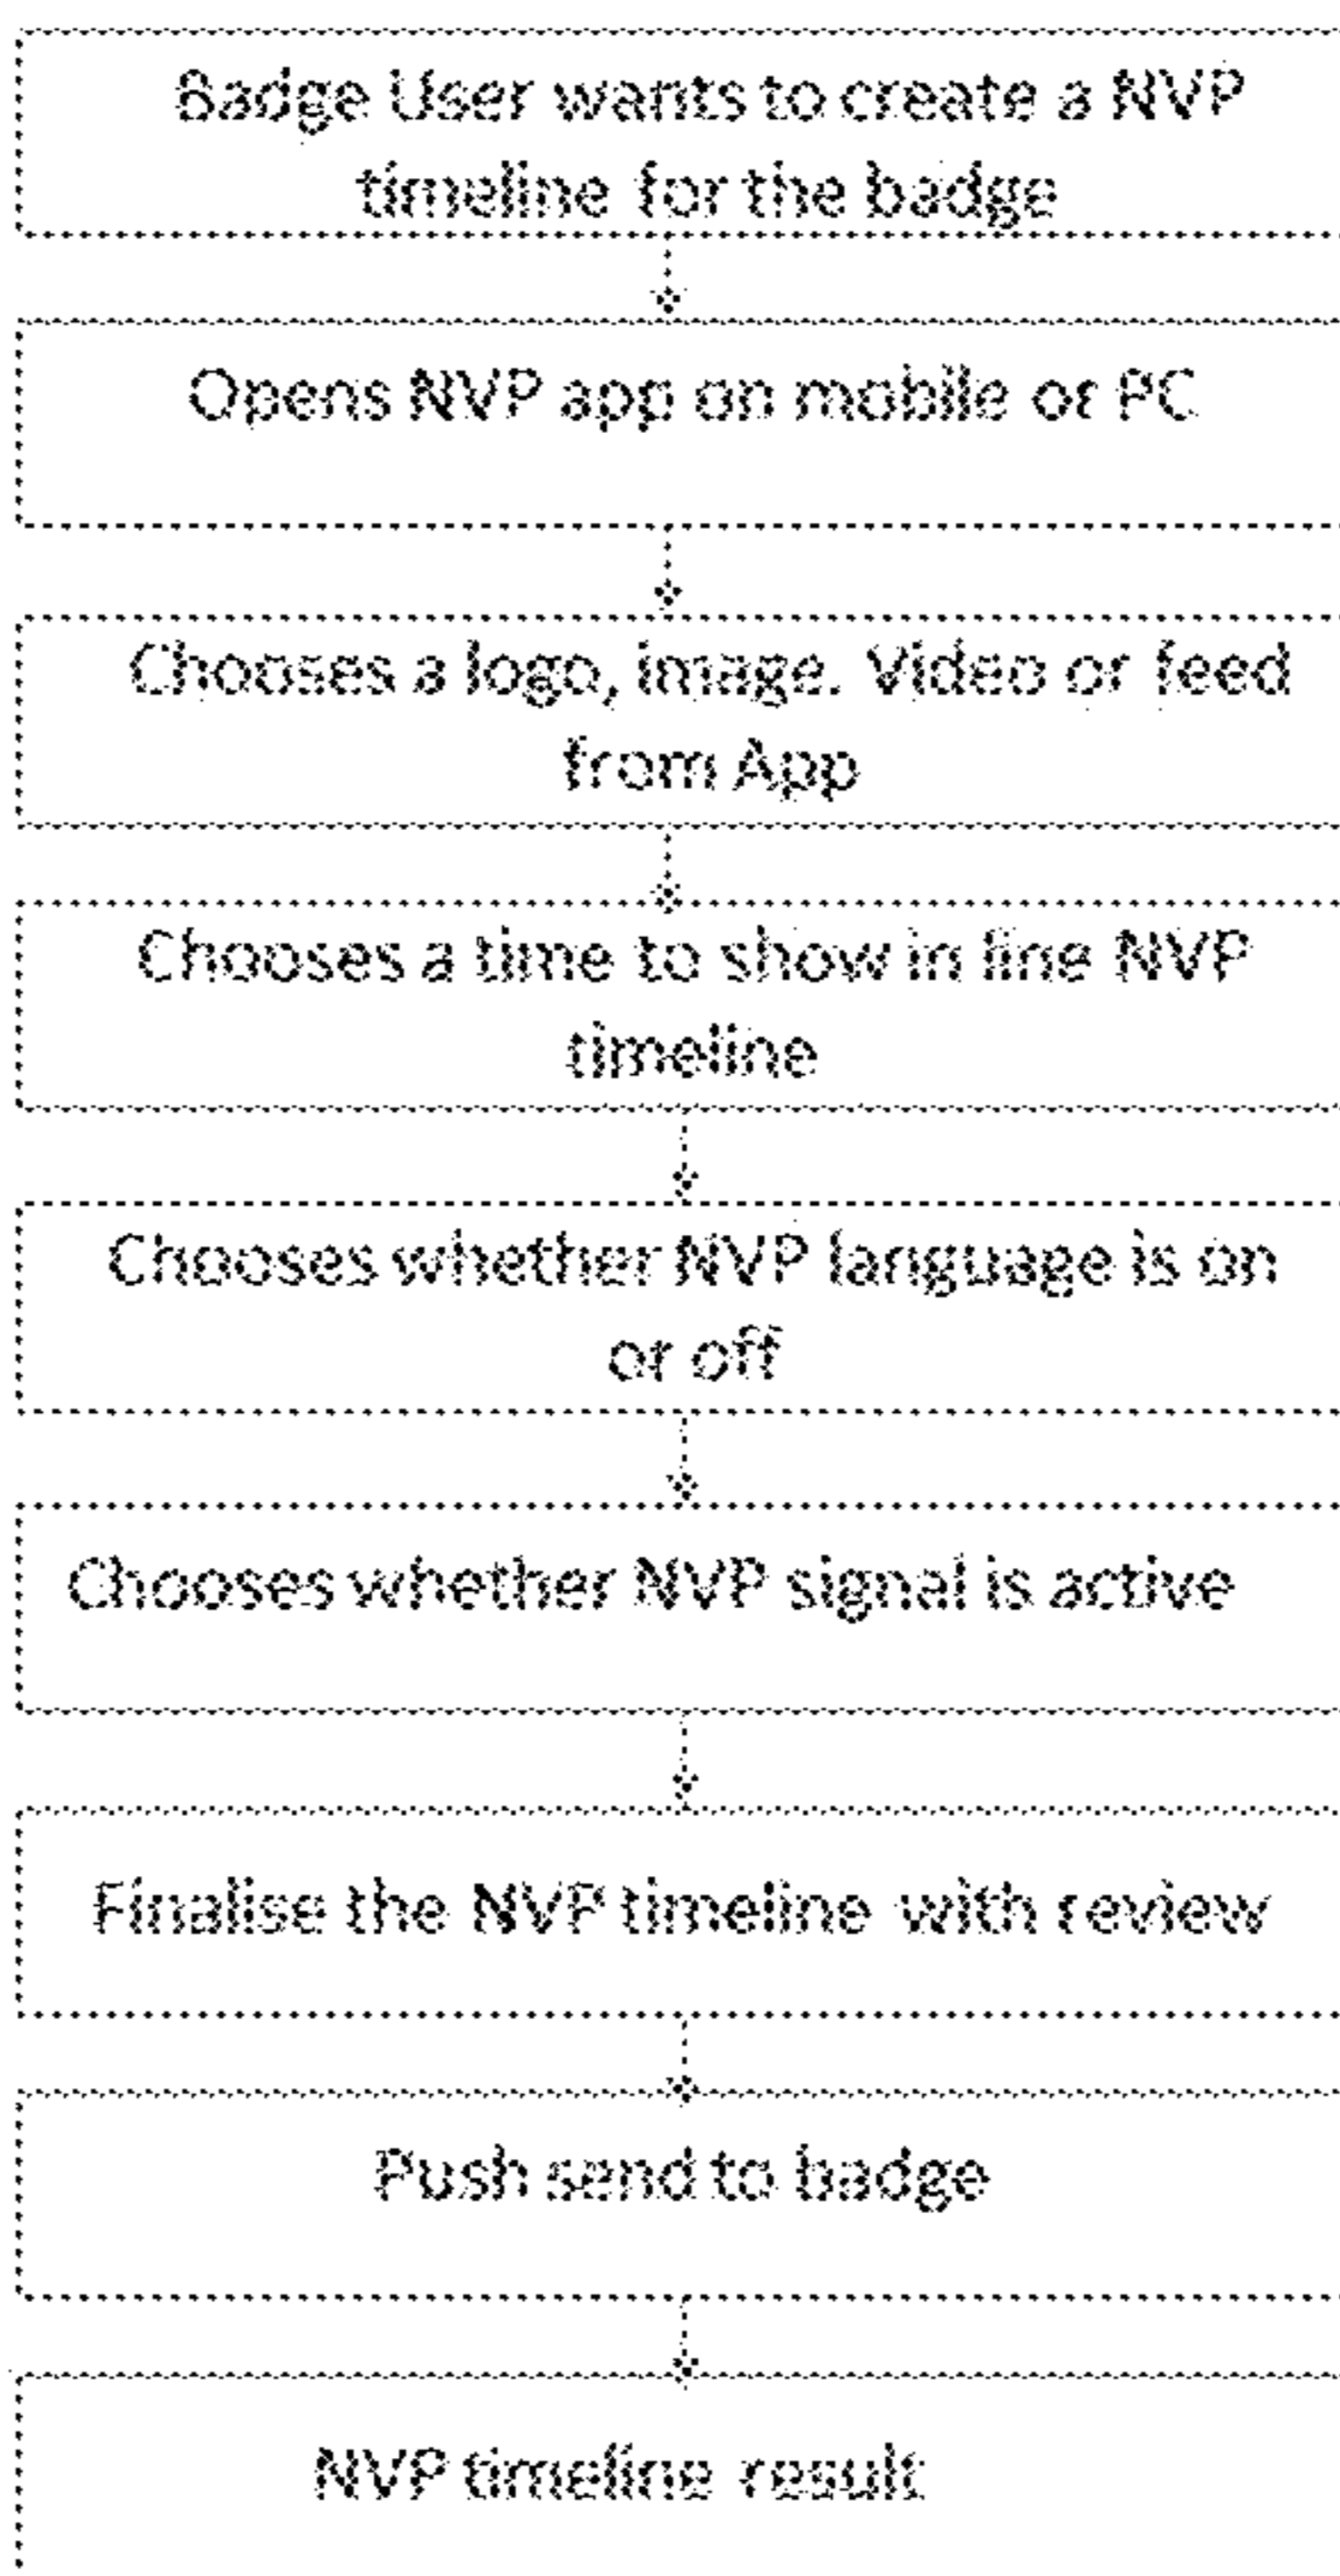 Badge User wants to create a NVP
timeline for the badge
Opens NVP app on mobile or PC
Chooses a logo, image. Video or feed
from App
Chooses a time to show in line NVP
timeline
Chooses whether NVP language is on
or off
Chooses whether NVP signal is active
Finalise the NVP timeline with review
Push send to badge
NVP timeline result